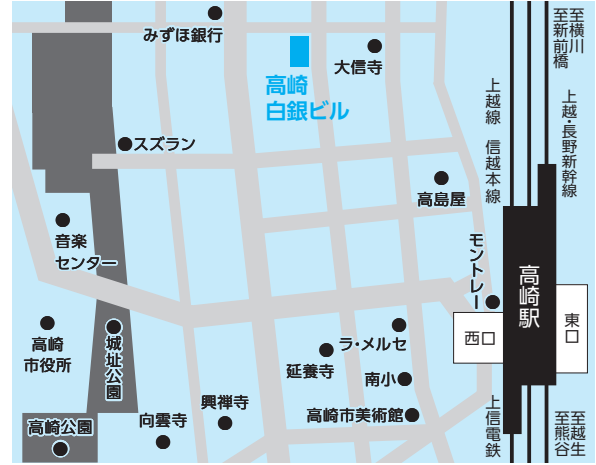 みずほ銀行
大信寺
高崎
白銀ビル
スズラン
高島屋
音楽
センター
モントレー
高崎
市役所
城址公園
高崎公園
向雲寺
興禅寺
延養寺
ラ・メルセ
南小
高崎市美術館
西口
高崎駅
東口
上越線 信越本線
上越・長野新幹線
至横川
至新前橋
上信電鉄
至越生
至熊谷